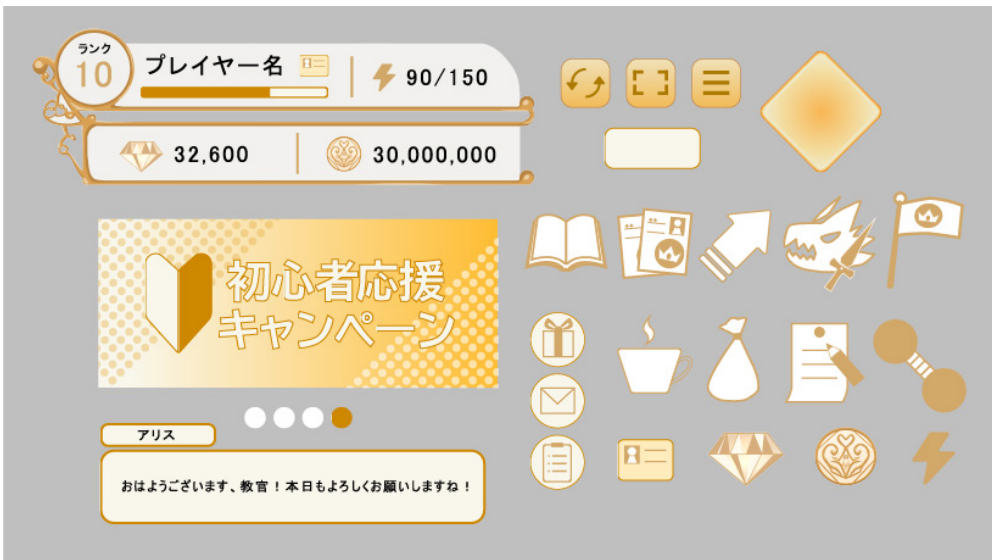 ランク
10
プレイヤー名
90/150
32,600
30,000,000
初心者応援
キャンペーン
アリス
おはようございます、教官！本日もよろしくお願いしますね！